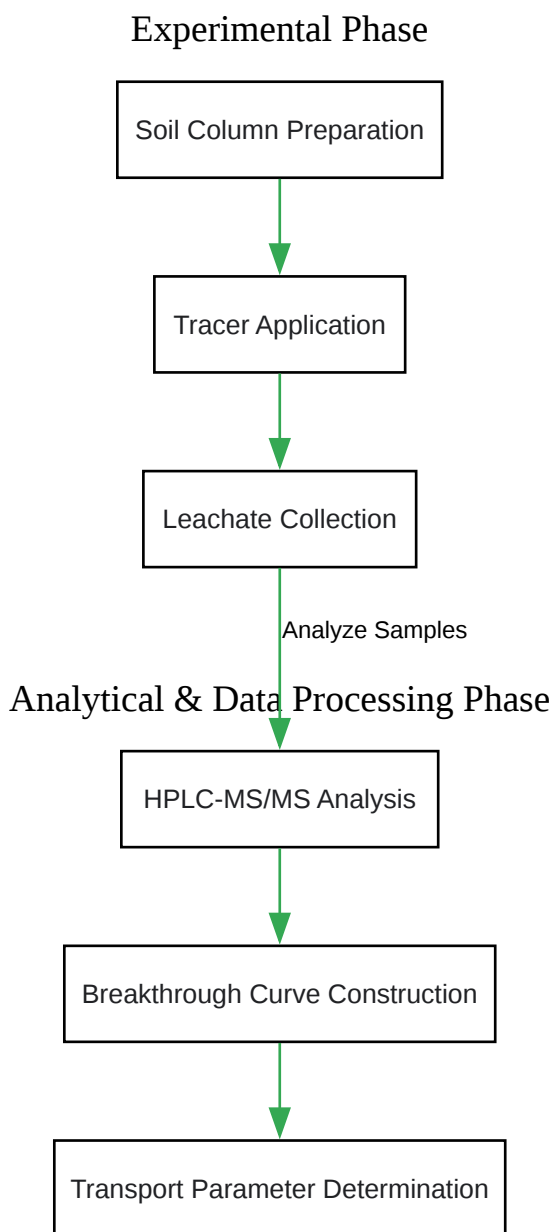 Experimental Phase
Soil Column Preparation
Tracer Application
Leachate Collection
Analyze Samples
Analytical & Data Processing Phase
HPLC-MS/MS Analysis
Breakthrough Curve Construction
Transport Parameter Determination